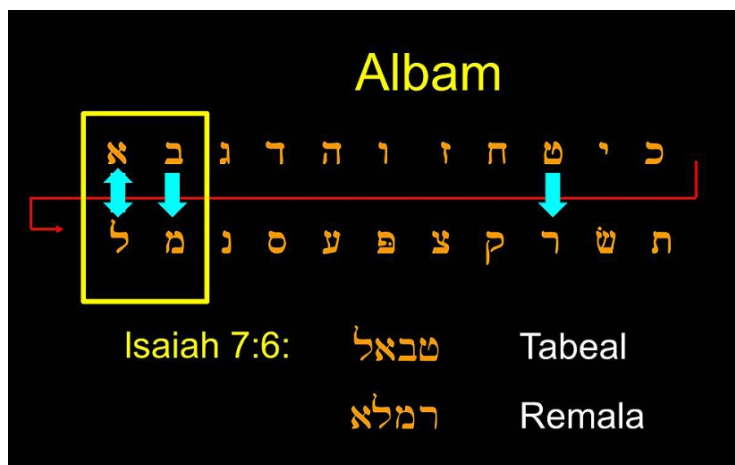 Albam
א ב ג ד ה ו ז ח ט י כ
ל מ נ ס ע פּ צ ק ר שׂ ת
Isaiah 7:6: טבאל Tabeal
רמלא Remala